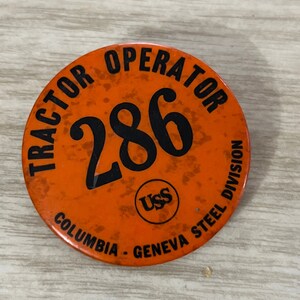 TRACTOR OPERATOR
286
USS
COLUMBIA - GENEVA STEEL DIVISION